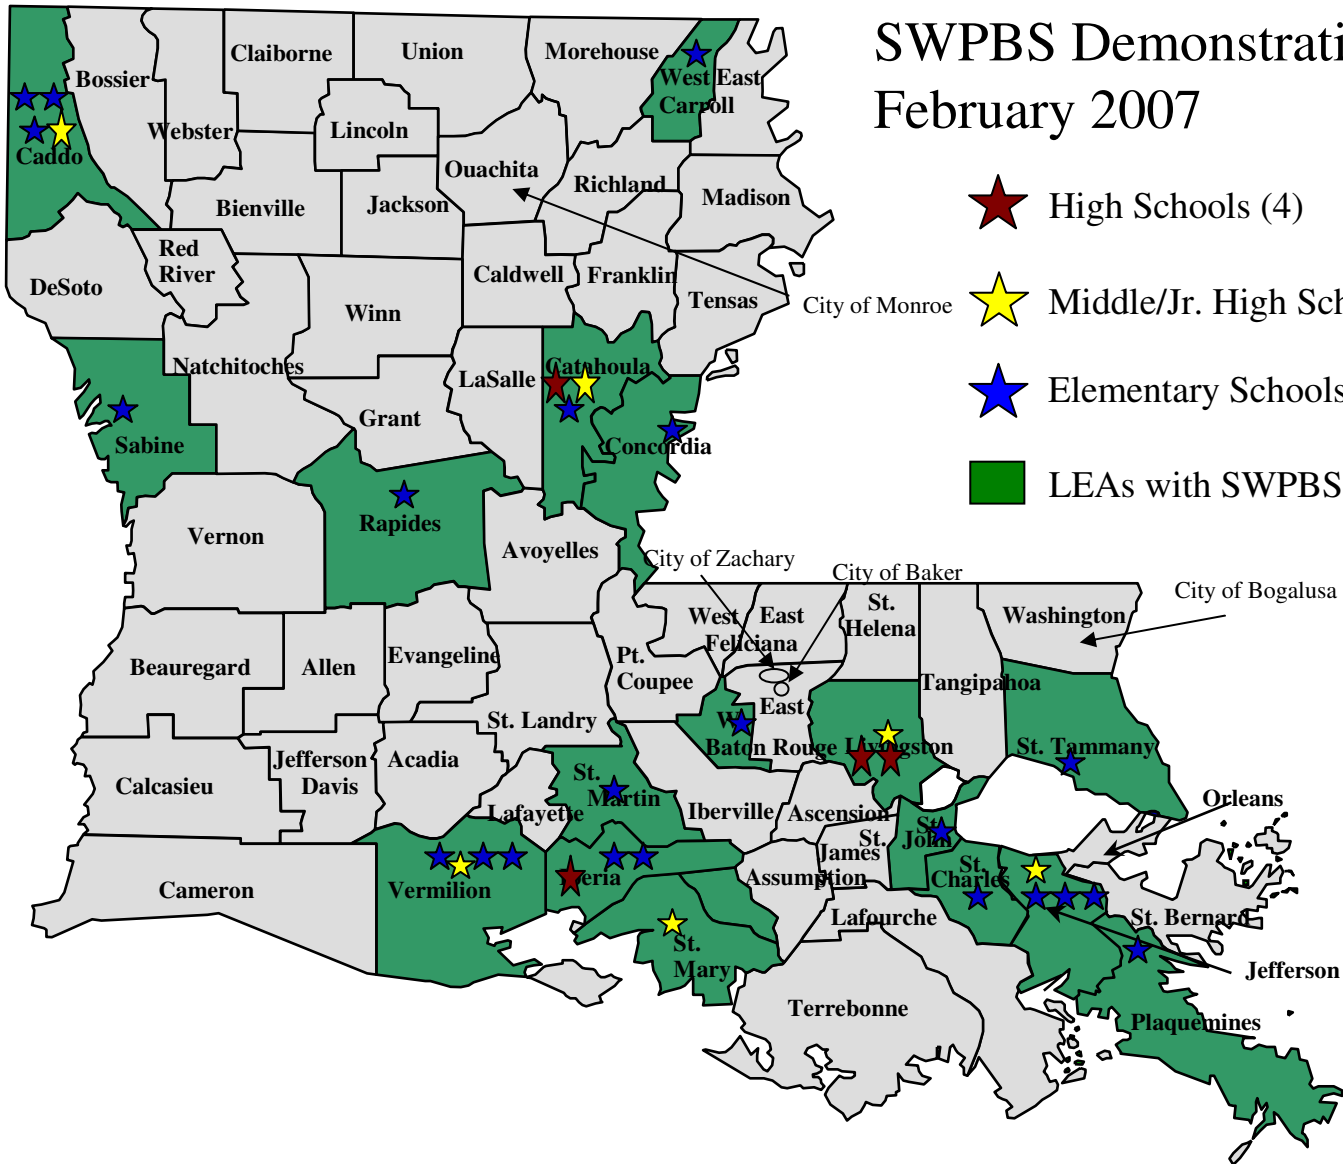 SWPBS Demonstrati
February 2007
High Schools (4)
Middle/Jr. High Sch
Elementary Schools
LEAs with SWPBS
Claiborne
Union
Morehouse
Bossier
West
East
Carroll
Webster
Lincoln
Caddo
Ouachita
Richland
Madison
Bienville
Jackson
Red
River
DeSoto
Caldwell
Franklin
Tensas
City of Monroe
Winn
Natchitoches
LaSalle
Catahoula
Grant
Sabine
Concordia
Rapides
Vernon
Avoyelles
City of Zachary
City of Baker
City of Bogalusa
West
East
Feliciana
St.
Helena
Washington
Beauregard
Allen
Evangeline
Pt.
Coupee
Tangipahoa
St. Landry
W.
East
Baton Rouge
Livingston
St. Tammany
Calcasieu
Jefferson
Davis
Acadia
St.
Martin
Lafayette
Iberville
Ascension
Orleans
St.
James
St.
John
St.
Charles
Cameron
Vermilion
Iberia
Assumption
Lafourche
St. Bernard
St.
Mary
Jefferson
Terrebonne
Plaquemines